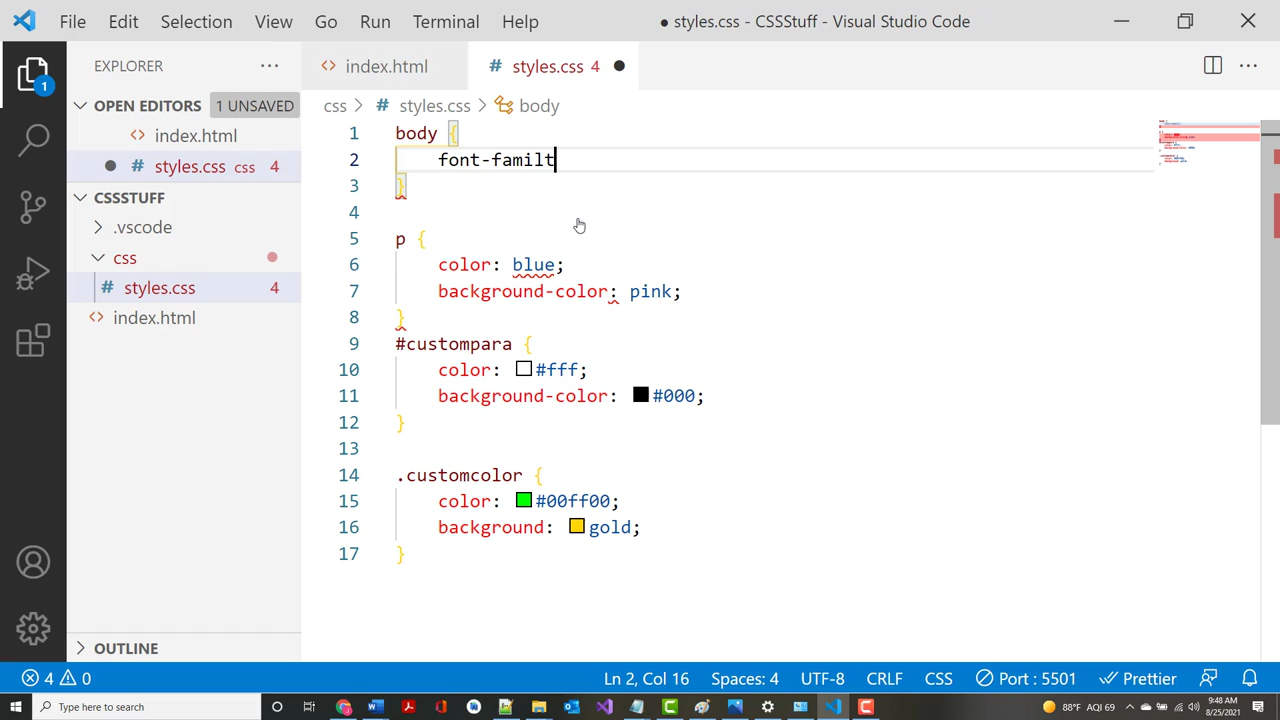 File Edit Selection View Go Run Terminal Help
● styles.css - CSSStuff - Visual Studio Code
EXPLORER
index.html
# styles.css 4
OPEN EDITORS 1 UNSAVED
index.html
# styles.css css 4
CSSSTUFF
.vscode
css
# styles.css 4
index.html
OUTLINE
1
css > # styles.css > body
1 body {
2 font-familt
3 }
4
5 p {
6 color: blue;
7 background-color: pink;
8 }
9 #custompara {
10 color: #fff;
11 background-color: #000;
12 }
13
14 .customcolor {
15 color: #00ff00;
16 background: gold;
17 }
4 0
Ln 2, Col 16
Spaces: 4
UTF-8
CRLF
CSS
Port : 5501
Prettier
Type here to search
88°F AQI 69
9:48 AM
8/25/2021